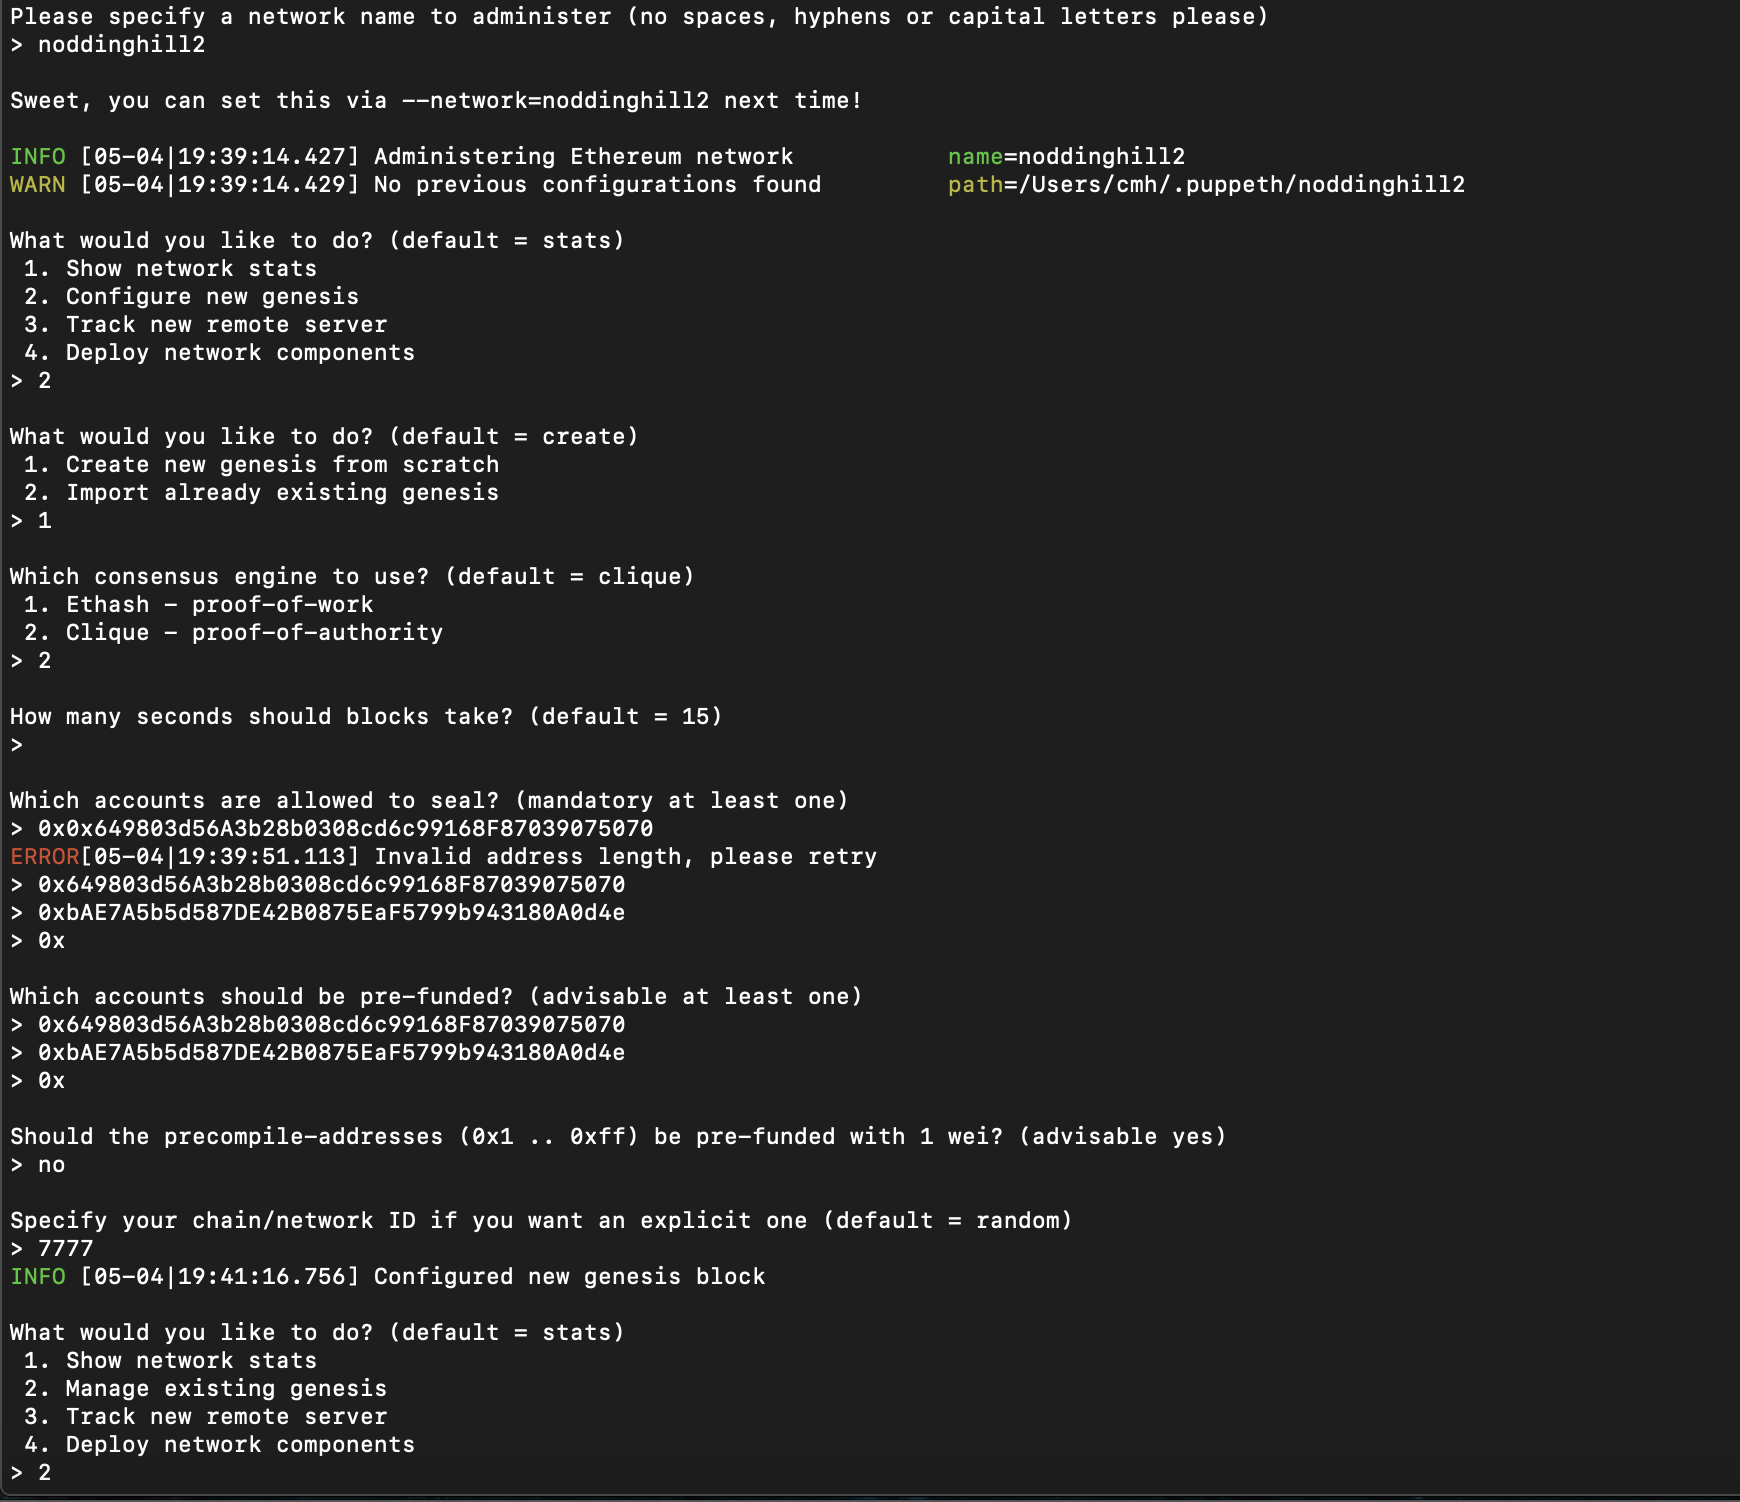 Please specify a network name to administer (no spaces, hyphens or capital letters please)
> noddinghill2
Sweet, you can set this via --network=noddinghill2 next time!
INFO [05-04|19:39:14.427] Administering Ethereum network           name=noddinghill2
WARN [05-04|19:39:14.429] No previous configurations found         path=/Users/cmh/.puppeth/noddinghill2
What would you like to do? (default = stats)
 1. Show network stats
 2. Configure new genesis
 3. Track new remote server
 4. Deploy network components
> 2
What would you like to do? (default = create)
 1. Create new genesis from scratch
 2. Import already existing genesis
> 1
Which consensus engine to use? (default = clique)
 1. Ethash - proof-of-work
 2. Clique - proof-of-authority
> 2
How many seconds should blocks take? (default = 15)
>
Which accounts are allowed to seal? (mandatory at least one)
> 0x0x649803d56A3b28b0308cd6c99168F87039075070
ERROR[05-04|19:39:51.113] Invalid address length, please retry
> 0x649803d56A3b28b0308cd6c99168F87039075070
> 0xbAE7A5b5d587DE42B0875EaF5799b943180A0d4e
> 0x
Which accounts should be pre-funded? (advisable at least one)
> 0x649803d56A3b28b0308cd6c99168F87039075070
> 0xbAE7A5b5d587DE42B0875EaF5799b943180A0d4e
> 0x
Should the precompile-addresses (0x1 .. 0xff) be pre-funded with 1 wei? (advisable yes)
> no
Specify your chain/network ID if you want an explicit one (default = random)
> 7777
INFO [05-04|19:41:16.756] Configured new genesis block
What would you like to do? (default = stats)
 1. Show network stats
 2. Manage existing genesis
 3. Track new remote server
 4. Deploy network components
> 2